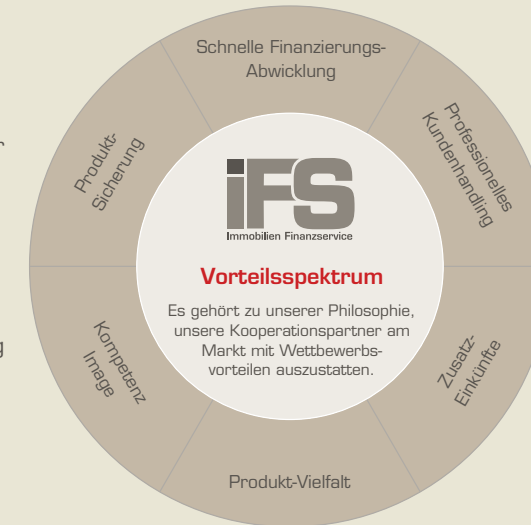 Schnelle Finanzierungs-
Abwicklung
Professionelles
Kundenhandling
Zusatz-
Einkünfte
Produkt-Vielfalt
Kompetenz
Image
Produkt-
Sicherung
iFS
Immobilien Finanzservice
Vorteilsspektrum
Es gehört zu unserer Philosophie,
unsere Kooperationspartner am
Markt mit Wettbewerbs-
vorteilen auszustatten.